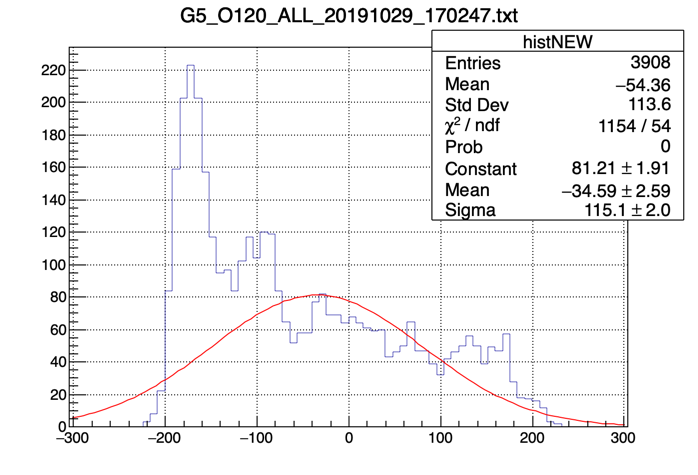 G5_O120_ALL_20191029_170247.txt
histNEW
Entries 3908
Mean −54.36
Std Dev 113.6
χ² / ndf 1154 / 54
Prob 0
Constant 81.21 ± 1.91
Mean −34.59 ± 2.59
Sigma 115.1 ± 2.0
220
200
180
160
140
120
100
80
60
40
20
0
−300 −200 −100 0 100 200 300